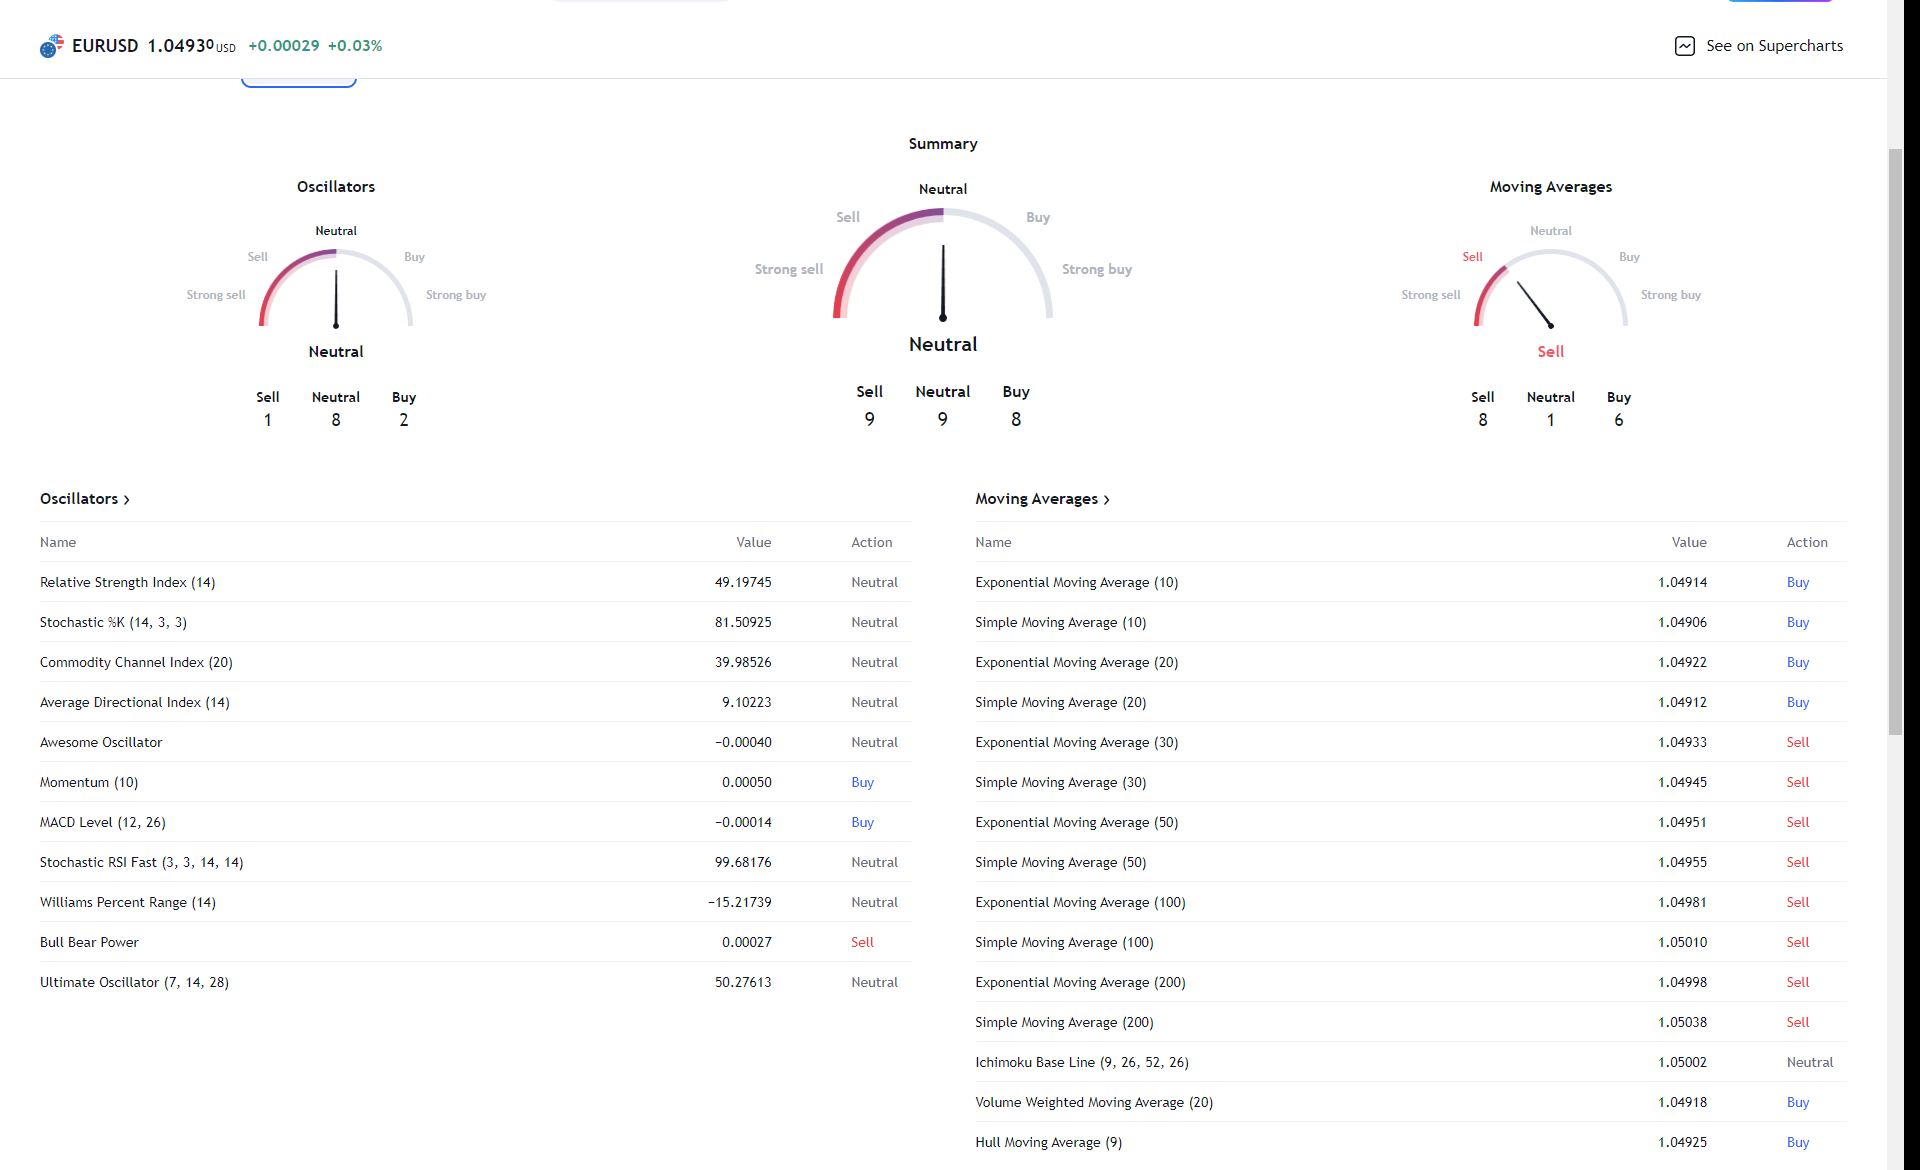 EURUSD 1.04930 USD +0.00029 +0.03%
See on Supercharts
Summary
Neutral
Sell
Buy
Strong sell
Strong buy
Neutral
Sell Neutral Buy
9 9 8
Oscillators
Neutral
Sell
Buy
Strong sell
Strong buy
Neutral
Sell Neutral Buy
1 8 2
Moving Averages
Neutral
Sell
Buy
Strong sell
Strong buy
Sell
Sell Neutral Buy
8 1 6
Oscillators >
Name Value Action
Relative Strength Index (14) 49.19745 Neutral
Stochastic %K (14, 3, 3) 81.50925 Neutral
Commodity Channel Index (20) 39.98526 Neutral
Average Directional Index (14) 9.10223 Neutral
Awesome Oscillator −0.00040 Neutral
Momentum (10) 0.00050 Buy
MACD Level (12, 26) −0.00014 Buy
Stochastic RSI Fast (3, 3, 14, 14) 99.68176 Neutral
Williams Percent Range (14) −15.21739 Neutral
Bull Bear Power 0.00027 Sell
Ultimate Oscillator (7, 14, 28) 50.27613 Neutral
Moving Averages >
Name Value Action
Exponential Moving Average (10) 1.04914 Buy
Simple Moving Average (10) 1.04906 Buy
Exponential Moving Average (20) 1.04922 Buy
Simple Moving Average (20) 1.04912 Buy
Exponential Moving Average (30) 1.04933 Sell
Simple Moving Average (30) 1.04945 Sell
Exponential Moving Average (50) 1.04951 Sell
Simple Moving Average (50) 1.04955 Sell
Exponential Moving Average (100) 1.04981 Sell
Simple Moving Average (100) 1.05010 Sell
Exponential Moving Average (200) 1.04998 Sell
Simple Moving Average (200) 1.05038 Sell
Ichimoku Base Line (9, 26, 52, 26) 1.05002 Neutral
Volume Weighted Moving Average (20) 1.04918 Buy
Hull Moving Average (9) 1.04925 Buy